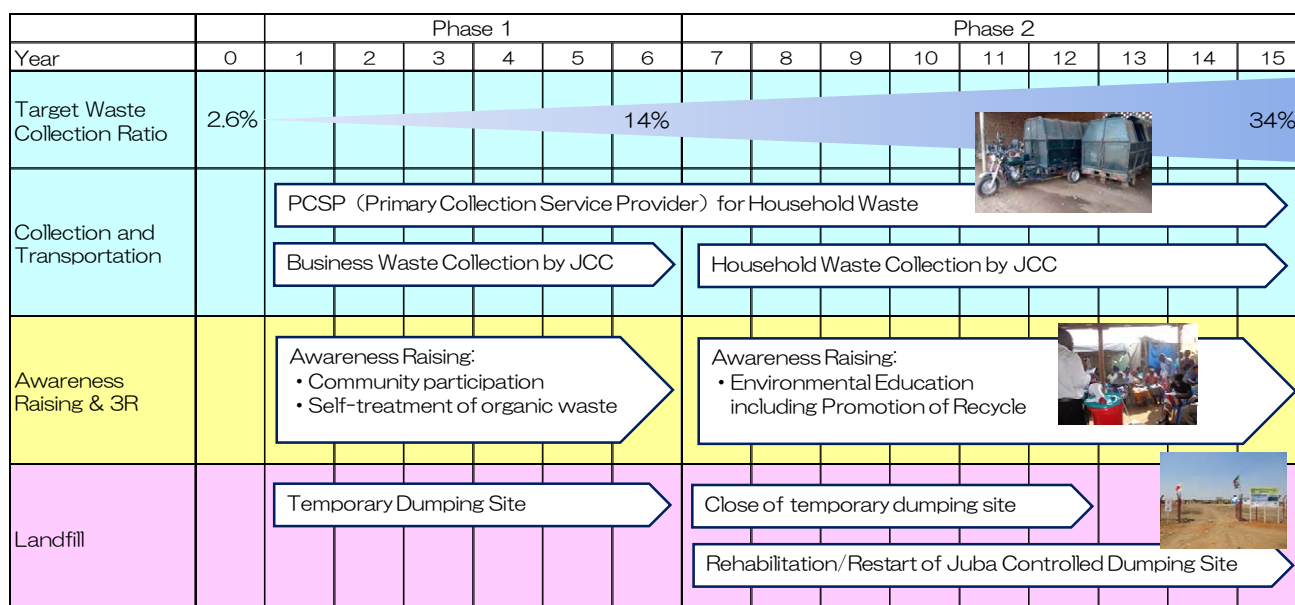 Phase 1
Phase 2
Year 0 1 2 3 4 5 6 7 8 9 10 11 12 13 14 15
Target Waste
Collection Ratio
2.6%
14%
34%
Collection and
Transportation
PCSP（Primary Collection Service Provider）for Household Waste
Business Waste Collection by JCC
Household Waste Collection by JCC
Awareness
Raising & 3R
Awareness Raising:
・Community participation
・Self-treatment of organic waste
Awareness Raising:
・Environmental Education
including Promotion of Recycle
Landfill
Temporary Dumping Site
Close of temporary dumping site
Rehabilitation/Restart of Juba Controlled Dumping Site